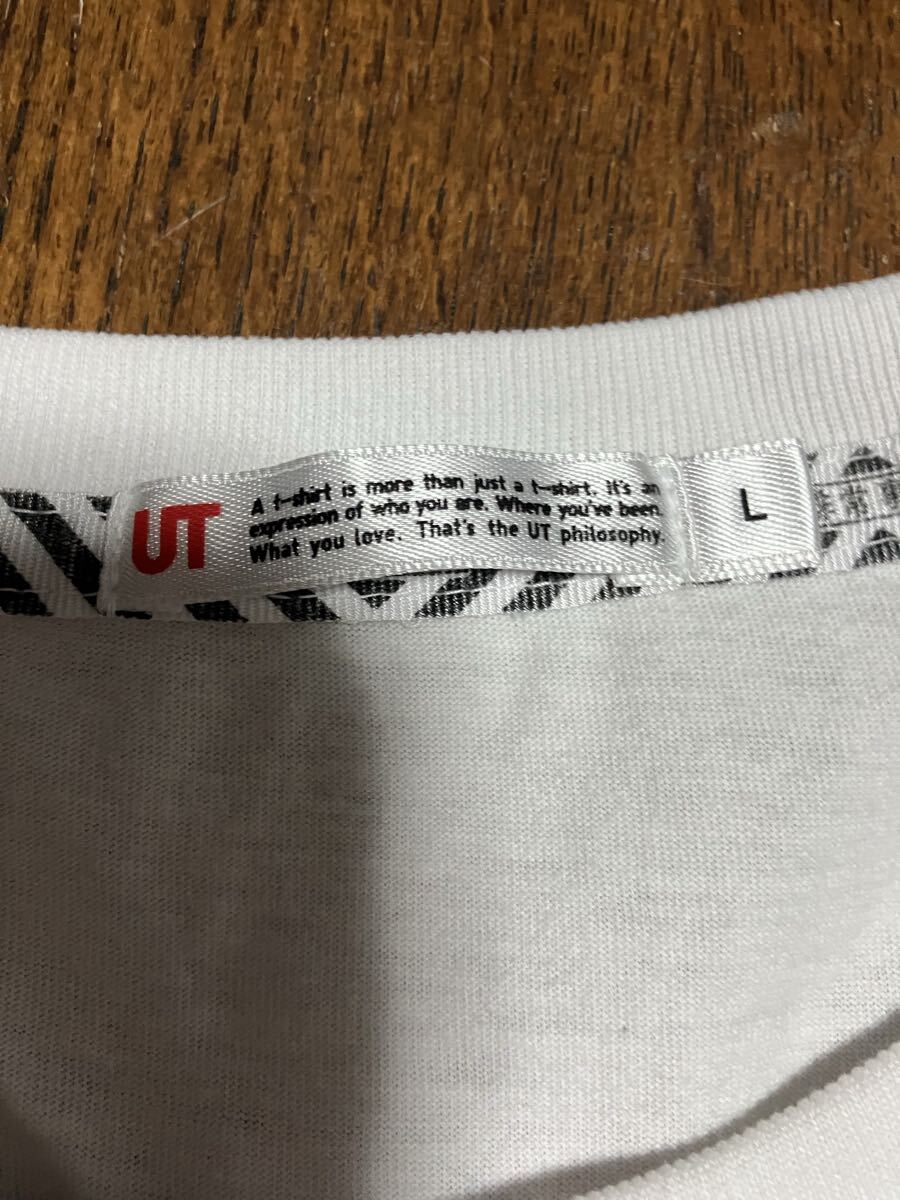 UT
A t-shirt is more than just a t-shirt. It's an
expression of who you are. Where you've been.
What you love. That's the UT philosophy.
L